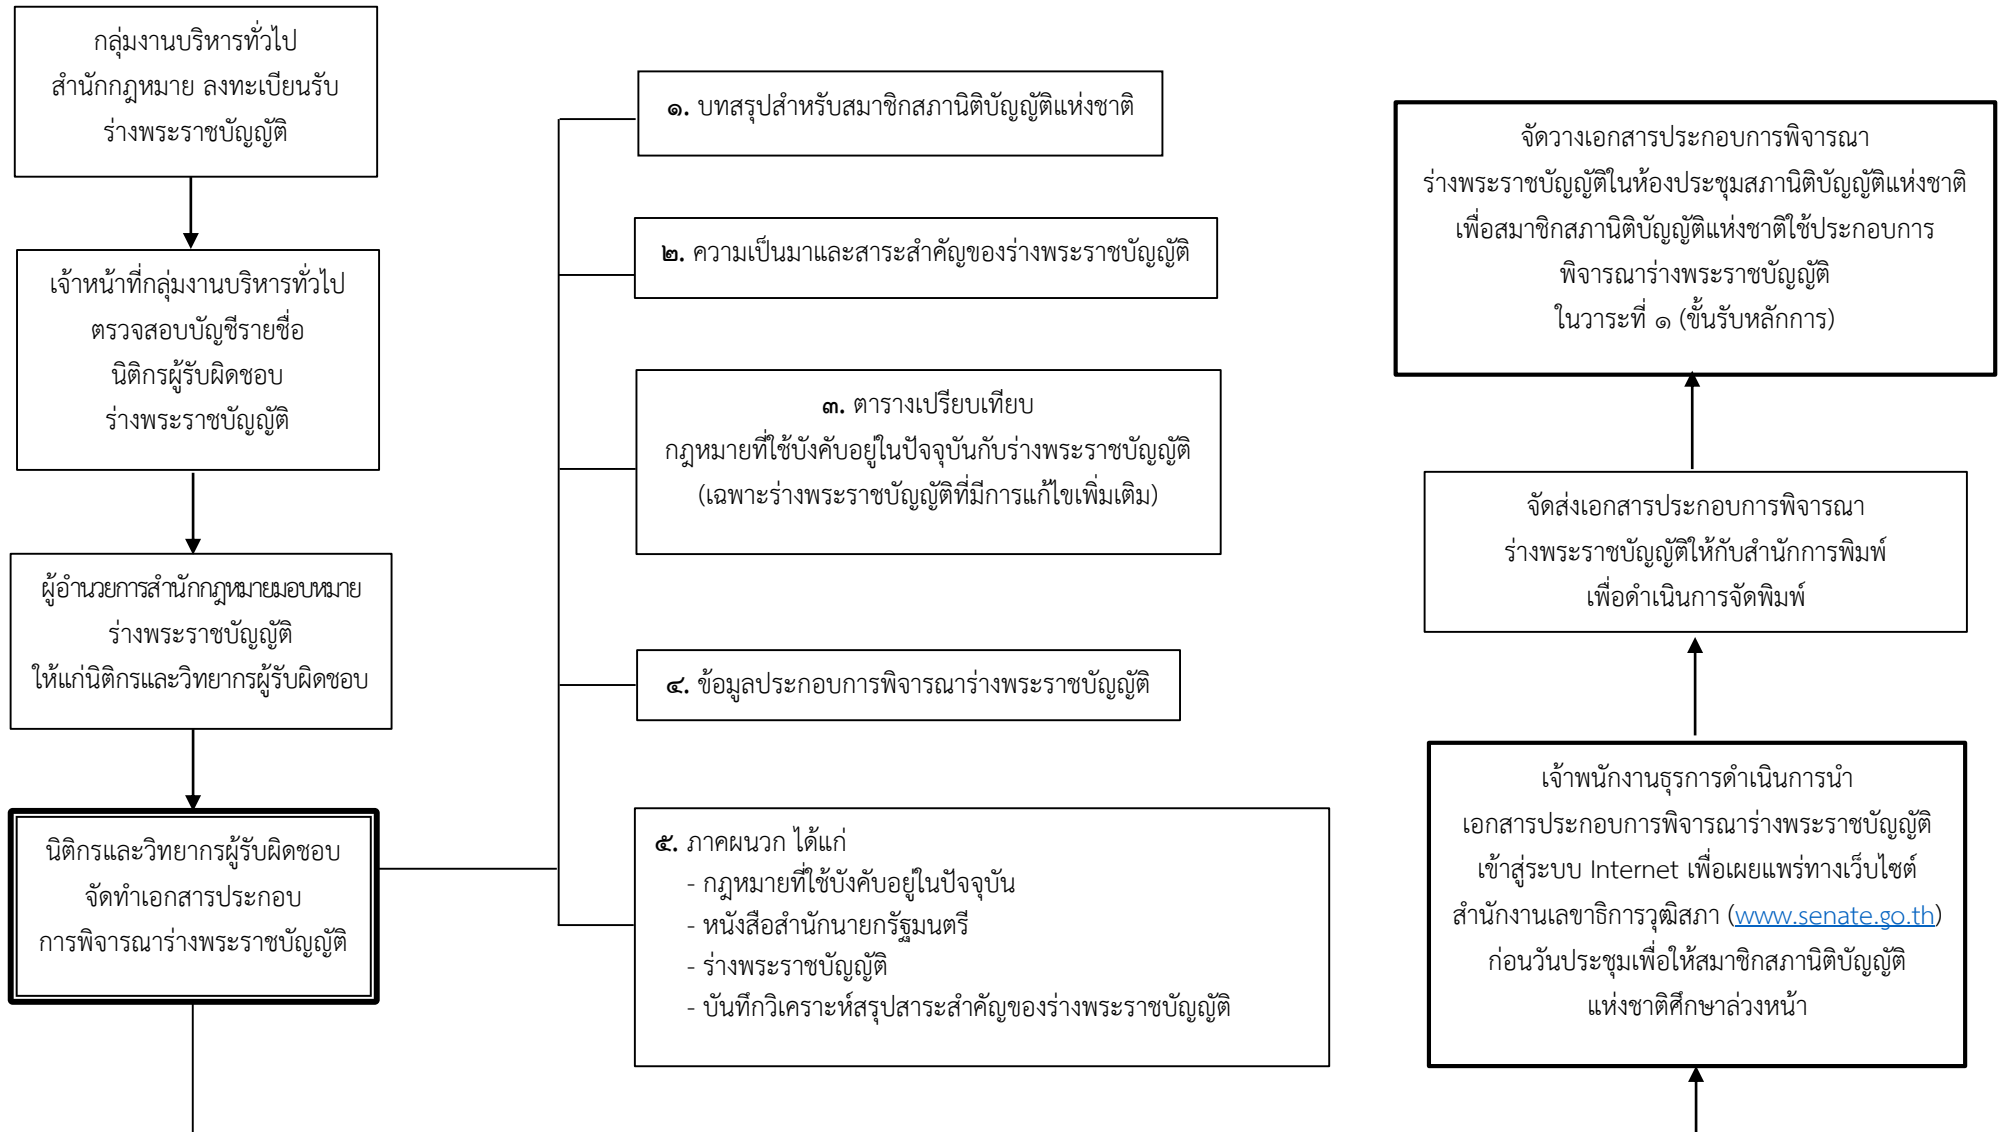 กลุ่มงานบริหารทั่วไป
สำนักกฎหมาย ลงทะเบียนรับ
ร่างพระราชบัญญัติ
เจ้าหน้าที่กลุ่มงานบริหารทั่วไป
ตรวจสอบบัญชีรายชื่อ
นิติกรผู้รับผิดชอบ
ร่างพระราชบัญญัติ
ผู้อำนวยการสำนักกฎหมายมอบหมาย
ร่างพระราชบัญญัติ
ให้แก่นิติกรและวิทยากรผู้รับผิดชอบ
นิติกรและวิทยากรผู้รับผิดชอบ
จัดทำเอกสารประกอบ
การพิจารณาร่างพระราชบัญญัติ
๑. บทสรุปสำหรับสมาชิกสภานิติบัญญัติแห่งชาติ
๒. ความเป็นมาและสาระสำคัญของร่างพระราชบัญญัติ
๓. ตารางเปรียบเทียบ
กฎหมายที่ใช้บังคับอยู่ในปัจจุบันกับร่างพระราชบัญญัติ
(เฉพาะร่างพระราชบัญญัติที่มีการแก้ไขเพิ่มเติม)
๔. ข้อมูลประกอบการพิจารณาร่างพระราชบัญญัติ
๕. ภาคผนวก ได้แก่
- กฎหมายที่ใช้บังคับอยู่ในปัจจุบัน
- หนังสือสำนักนายกรัฐมนตรี
- ร่างพระราชบัญญัติ
- บันทึกวิเคราะห์สรุปสาระสำคัญของร่างพระราชบัญญัติ
จัดวางเอกสารประกอบการพิจารณา
ร่างพระราชบัญญัติในห้องประชุมสภานิติบัญญัติแห่งชาติ
เพื่อสมาชิกสภานิติบัญญัติแห่งชาติใช้ประกอบการ
พิจารณาร่างพระราชบัญญัติ
ในวาระที่ ๑ (ขั้นรับหลักการ)
จัดส่งเอกสารประกอบการพิจารณา
ร่างพระราชบัญญัติให้กับสำนักการพิมพ์
เพื่อดำเนินการจัดพิมพ์
เจ้าพนักงานธุรการดำเนินการนำ
เอกสารประกอบการพิจารณาร่างพระราชบัญญัติ
เข้าสู่ระบบ Internet เพื่อเผยแพร่ทางเว็บไซต์
สำนักงานเลขาธิการวุฒิสภา (www.senate.go.th)
ก่อนวันประชุมเพื่อให้สมาชิกสภานิติบัญญัติ
แห่งชาติศึกษาล่วงหน้า